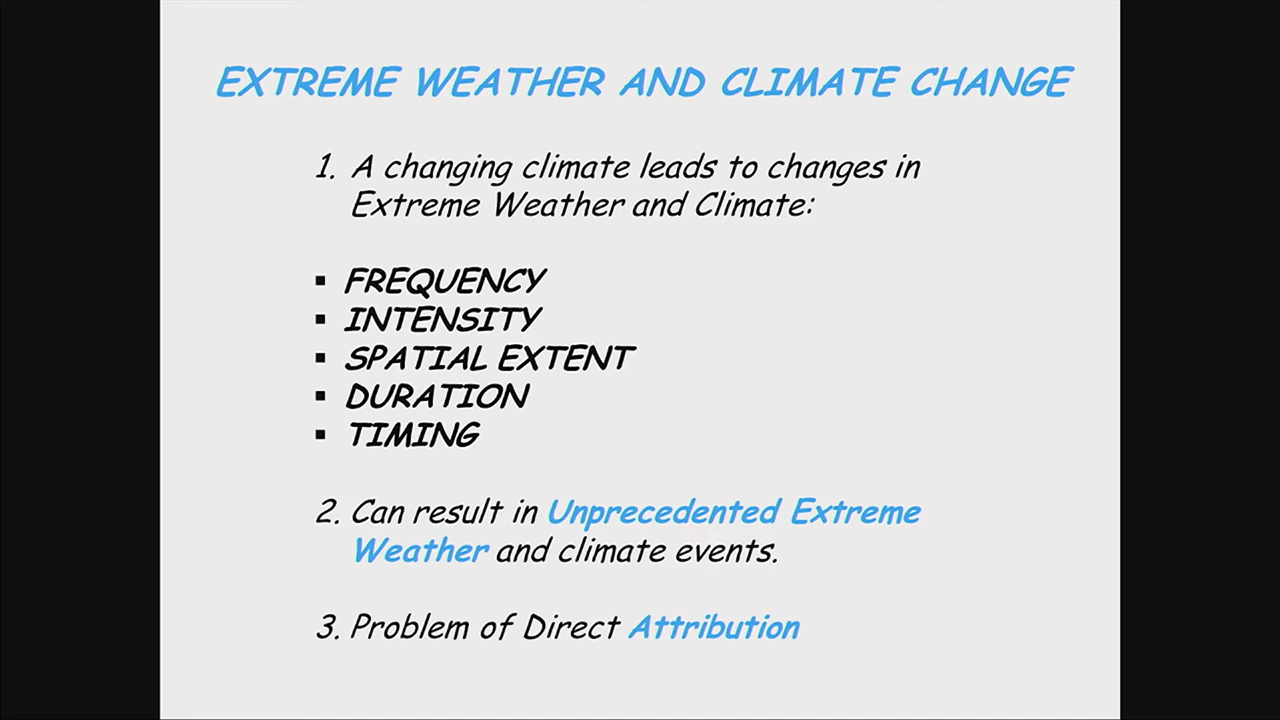 EXTREME WEATHER AND CLIMATE CHANGE
1. A changing climate leads to changes in
Extreme Weather and Climate:
▪ FREQUENCY
▪ INTENSITY
▪ SPATIAL EXTENT
▪ DURATION
▪ TIMING
2. Can result in Unprecedented Extreme
Weather and climate events.
3. Problem of Direct Attribution